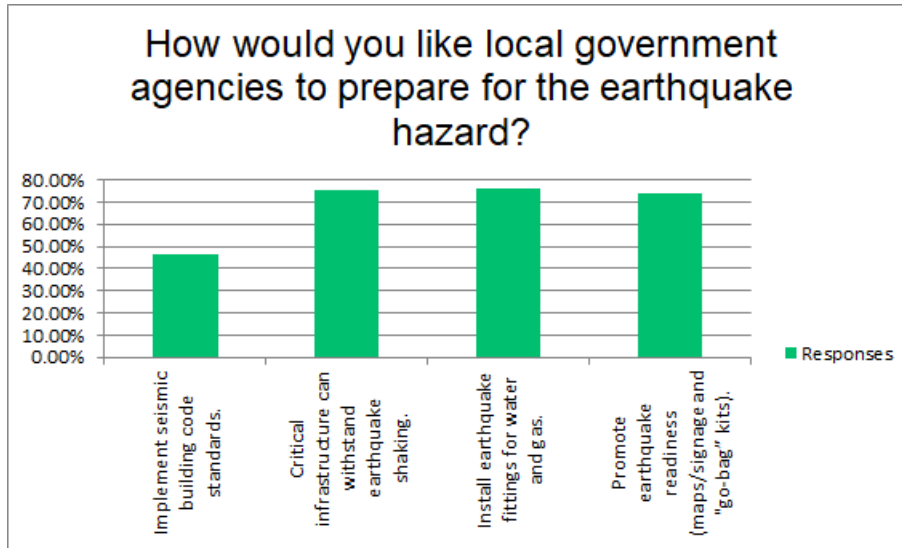 How would you like local government
agencies to prepare for the earthquake
hazard?
80.00%
70.00%
60.00%
50.00%
40.00%
30.00%
20.00%
10.00%
0.00%
Implement seismic
building code
standards.
Critical
infrastructure can
withstand
earthquake
shaking.
Install earthquake
fittings for water
and gas.
Promote
earthquake
readiness
(maps/signage and
"go-bag” kits).
Responses